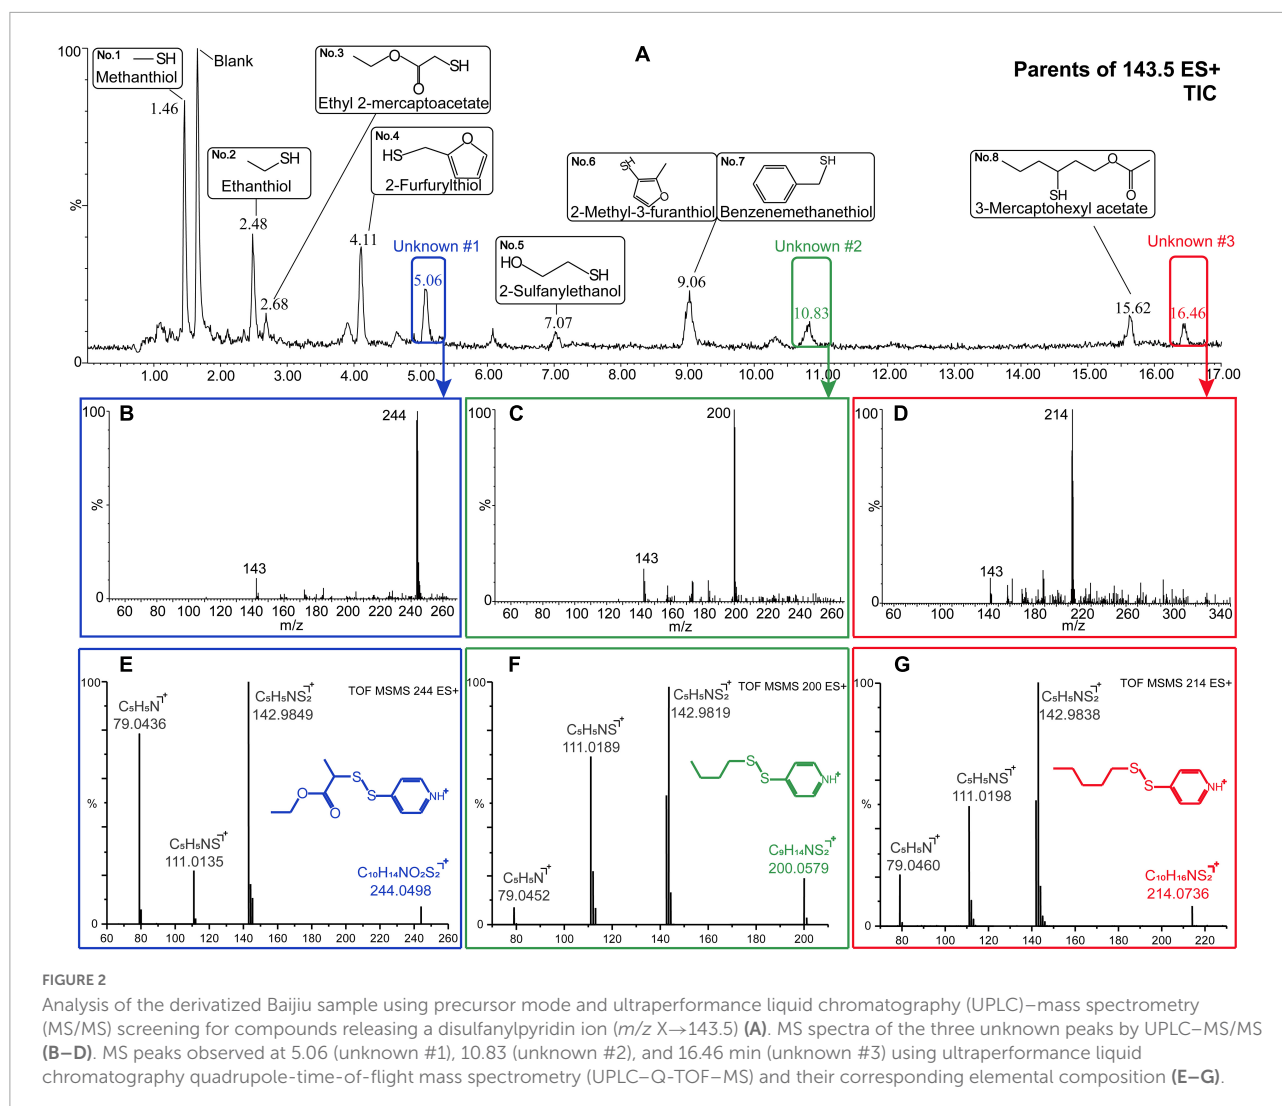 A
Parents of 143.5 ES+
TIC
100
%
0
No.1
SH
Methanthiol
1.46
Blank
No.2
SH
Ethanthiol
2.48
No.3
O
O
SH
Ethyl 2-mercaptoacetate
2.68
No.4
HS
O
2-Furfurylthiol
4.11
Unknown #1
5.06
No.5
HO
SH
2-Sulfanylethanol
7.07
No.6
SH
O
2-Methyl-3-furanthiol
No.7
SH
Benzenemethanethiol
9.06
Unknown #2
10.83
No.8
O
O
SH
3-Mercaptohexyl acetate
15.62
Unknown #3
16.46
1.00 2.00 3.00 4.00 5.00 6.00 7.00 8.00 9.00 10.00 11.00 12.00 13.00 14.00 15.00 16.00 17.00
B
100
%
0
244
143
60 80 100 120 140 160 180 200 220 240 260
m/z
C
100
%
0
200
143
60 80 100 120 140 160 180 200 220 240 260
m/z
D
100
%
0
214
143
60 100 140 180 220 260 300 340
m/z
E
100
%
0
TOF MSMS 244 ES+
C₅H₅N⁺
79.0436
C₅H₅NS⁺
111.0135
C₅H₅NS₂⁺
142.9849
O
O
S
S
NH⁺
C₁₀H₁₄NO₂S₂⁺
244.0498
60 80 100 120 140 160 180 200 220 240 260
F
100
%
0
TOF MSMS 200 ES+
C₅H₅N⁺
79.0452
C₅H₅NS⁺
111.0189
C₅H₅NS₂⁺
142.9819
S
S
NH⁺
C₉H₁₄NS₂⁺
200.0579
80 100 120 140 160 180 200
G
100
%
0
TOF MSMS 214 ES+
C₅H₅N⁺
79.0460
C₅H₅NS⁺
111.0198
C₅H₅NS₂⁺
142.9838
S
S
NH⁺
C₁₀H₁₆NS₂⁺
214.0736
80 100 120 140 160 180 200 220
FIGURE 2
Analysis of the derivatized Baijiu sample using precursor mode and ultraperformance liquid chromatography (UPLC)–mass spectrometry
(MS/MS) screening for compounds releasing a disulfanylpyridin ion (m/z X→143.5) (A). MS spectra of the three unknown peaks by UPLC–MS/MS
(B–D). MS peaks observed at 5.06 (unknown #1), 10.83 (unknown #2), and 16.46 min (unknown #3) using ultraperformance liquid
chromatography quadrupole-time-of-flight mass spectrometry (UPLC–Q-TOF–MS) and their corresponding elemental composition (E–G).